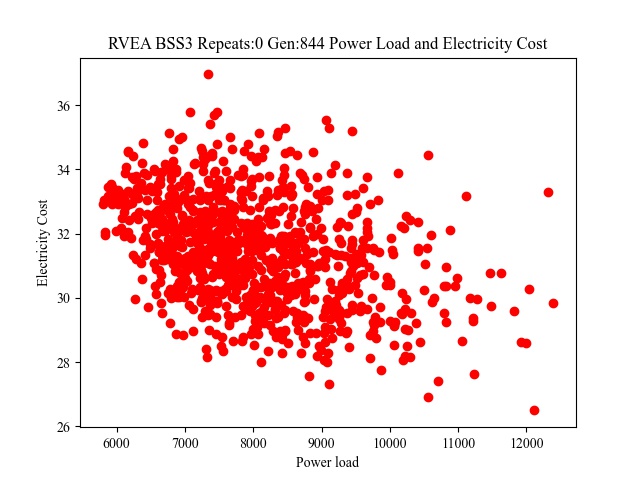 RVEA BSS3 Repeats:0 Gen:844 Power Load and Electricity Cost
36
34
32
30
28
26
Electricity Cost
6000 7000 8000 9000 10000 11000 12000
Power load